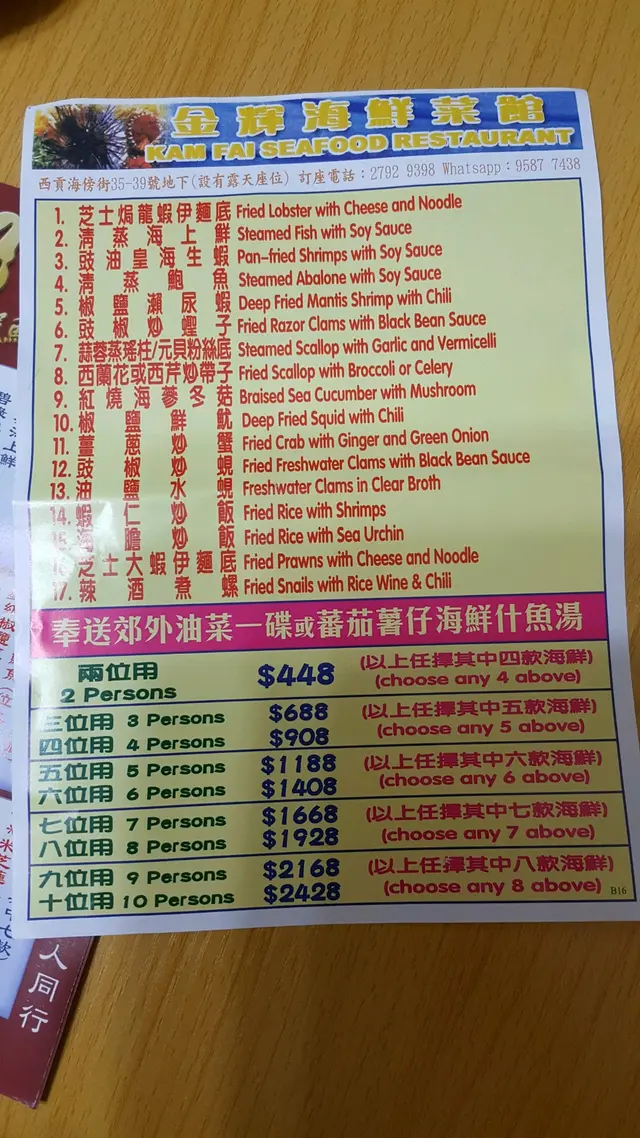 金輝海鮮菜館
KAM FAI SEAFOOD RESTAURANT
西貢海傍街35-39號地下(設有露天座位) 訂座電話：2792 9398 Whatsapp：9587 7438
1. 芝士焗龍蝦伊麵底 Fried Lobster with Cheese and Noodle
2. 清蒸海上鮮 Steamed Fish with Soy Sauce
3. 豉油皇海生蝦 Pan-fried Shrimps with Soy Sauce
4. 清蒸鮑魚 Steamed Abalone with Soy Sauce
5. 椒鹽瀨尿蝦 Deep Fried Mantis Shrimp with Chili
6. 豉椒炒蟶子 Fried Razor Clams with Black Bean Sauce
7. 蒜蓉蒸瑤柱/元貝粉絲底 Steamed Scallop with Garlic and Vermicelli
8. 西蘭花或西芹炒帶子 Fried Scallop with Broccoli or Celery
9. 紅燒海參冬菇 Braised Sea Cucumber with Mushroom
10. 椒鹽鮮魷 Deep Fried Squid with Chili
11. 薑蔥炒蟹 Fried Crab with Ginger and Green Onion
12. 豉椒炒蜆 Fried Freshwater Clams with Black Bean Sauce
13. 油鹽水蜆 Freshwater Clams in Clear Broth
14. 蝦仁炒飯 Fried Rice with Shrimps
15. 海膽炒飯 Fried Rice with Sea Urchin
16. 芝士大蝦伊麵底 Fried Prawns with Cheese and Noodle
17. 辣酒煮螺 Fried Snails with Rice Wine & Chili
奉送郊外油菜一碟或蕃茄薯仔海鮮什魚湯
兩位用 2 Persons $448 (以上任擇其中四款海鮮) (choose any 4 above)
三位用 3 Persons $688 (以上任擇其中五款海鮮)
四位用 4 Persons $908 (choose any 5 above)
五位用 5 Persons $1188 (以上任擇其中六款海鮮)
六位用 6 Persons $1408 (choose any 6 above)
七位用 7 Persons $1668 (以上任擇其中七款海鮮)
八位用 8 Persons $1928 (choose any 7 above)
九位用 9 Persons $2168 (以上任擇其中八款海鮮)
十位用 10 Persons $2428 (choose any 8 above) B16
人同行